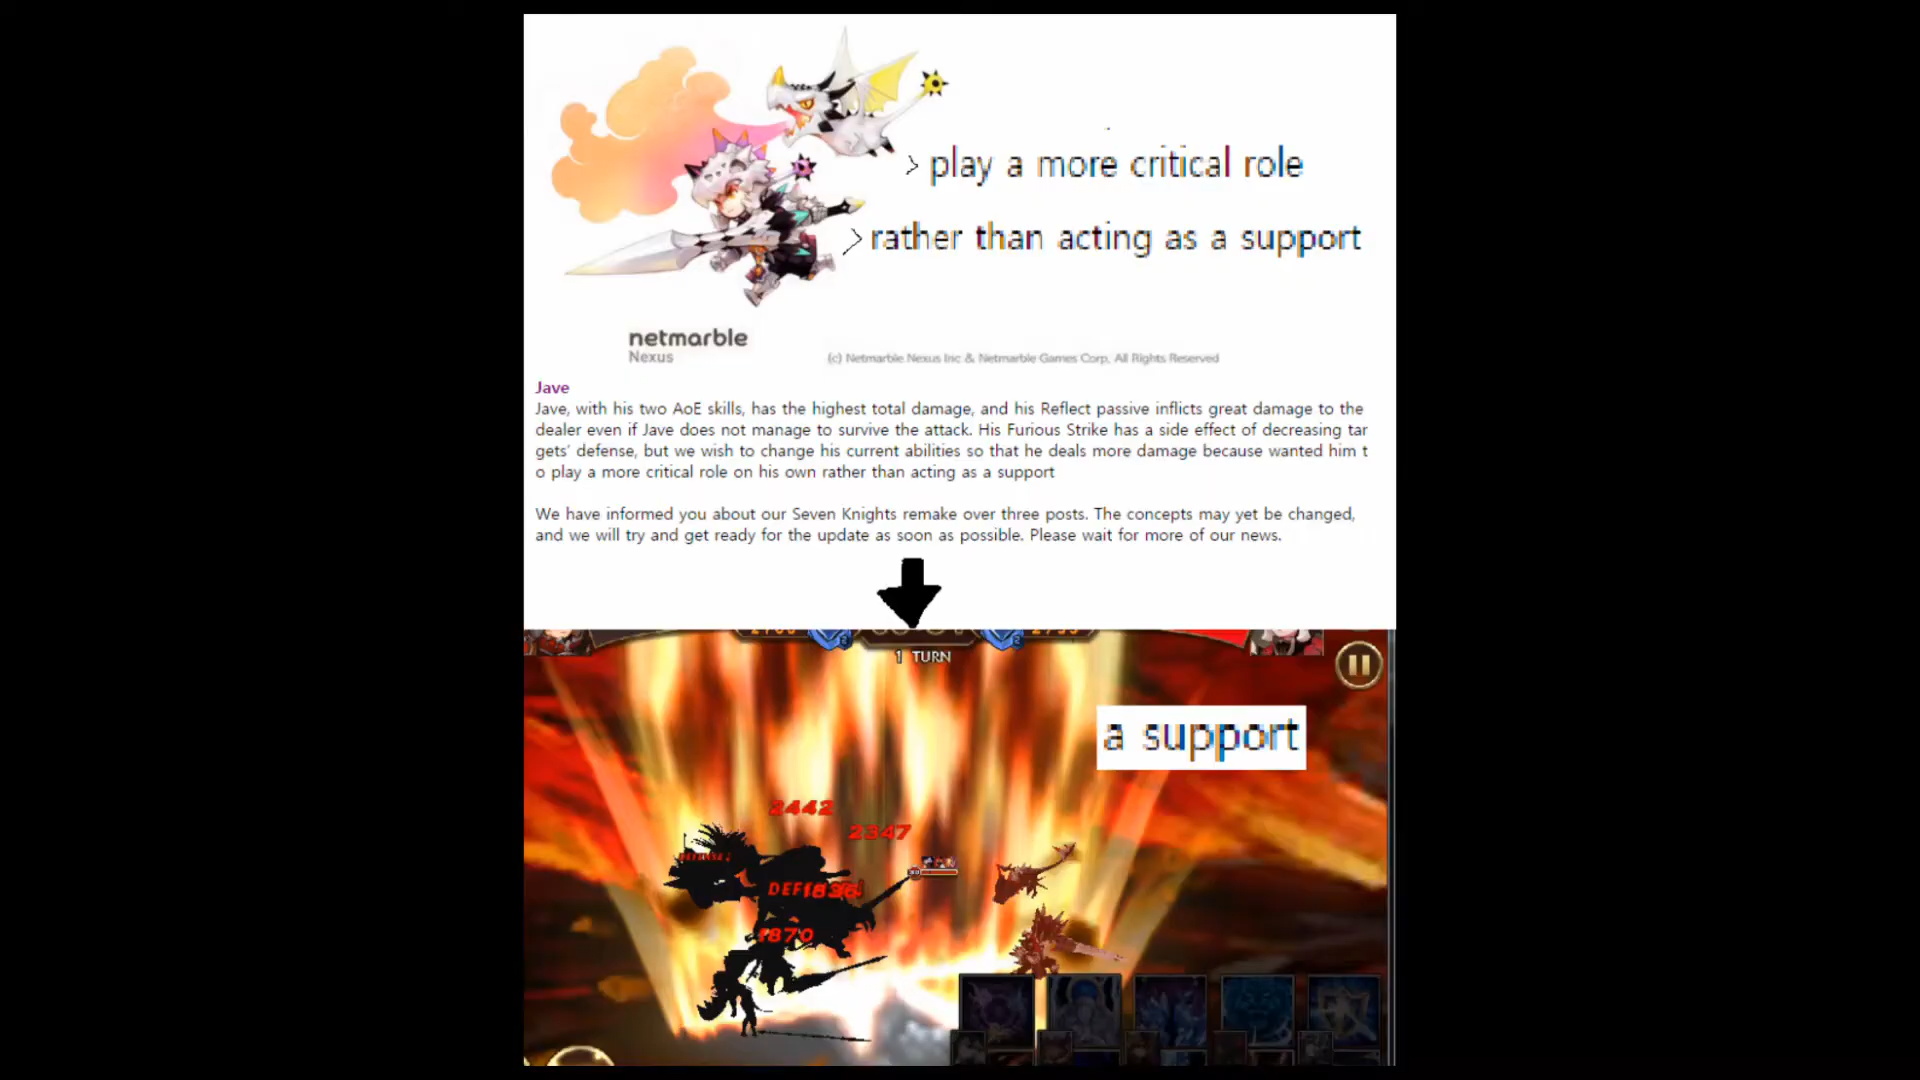 > play a more critical role
> rather than acting as a support
netmarble
Nexus
(c) Netmarble Nexus Inc & Netmarble Games Corp, All Rights Reserved
Jave
Jave, with his two AoE skills, has the highest total damage, and his Reflect passive inflicts great damage to the
dealer even if Jave does not manage to survive the attack. His Furious Strike has a side effect of decreasing tar
gets' defense, but we wish to change his current abilities so that he deals more damage because wanted him t
o play a more critical role on his own rather than acting as a support
We have informed you about our Seven Knights remake over three posts. The concepts may yet be changed,
and we will try and get ready for the update as soon as possible. Please wait for more of our news.
1 TURN
a support
2442
2347
1836
1870